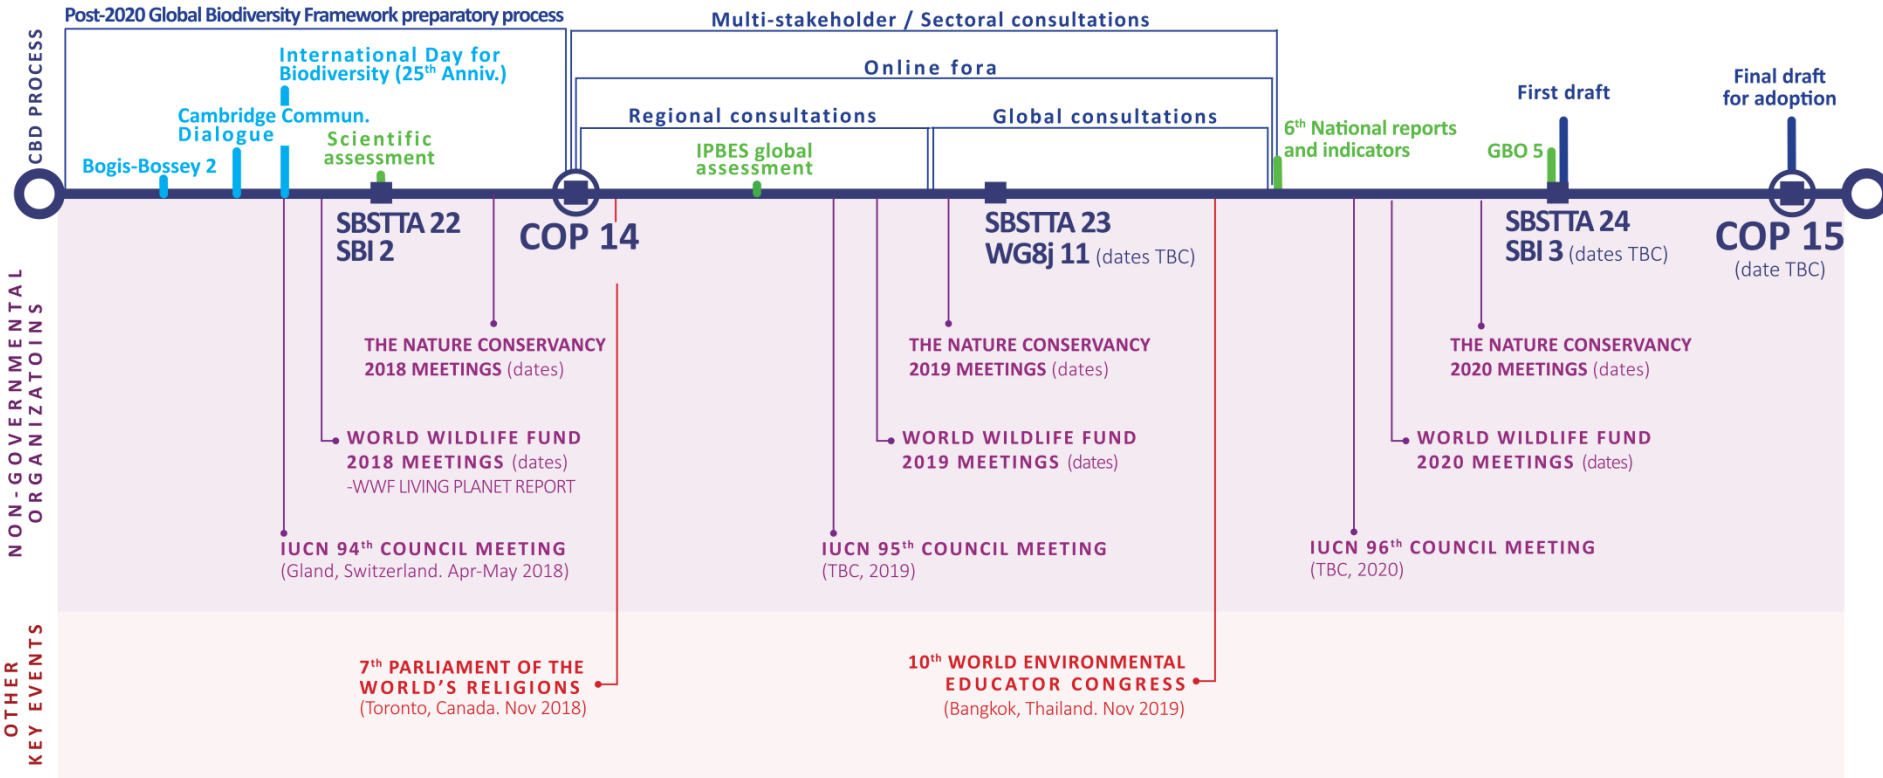 Post-2020 Global Biodiversity Framework preparatory process
Multi-stakeholder / Sectoral consultations
CBD PROCESS
International Day for
Biodiversity (25th Anniv.)
Online fora
First draft
Final draft
for adoption
Cambridge Commun.
Dialogue
Scientific
assessment
Regional consultations
Global consultations
6th National reports
and indicators
Bogis-Bossey 2
IPBES global
assessment
GBO 5
SBSTTA 22
SBI 2
COP 14
SBSTTA 23
WG8j 11 (dates TBC)
SBSTTA 24
SBI 3 (dates TBC)
COP 15
(date TBC)
NON-GOVERNMENTAL
ORGANIZATOINS
THE NATURE CONSERVANCY
2018 MEETINGS (dates)
THE NATURE CONSERVANCY
2019 MEETINGS (dates)
THE NATURE CONSERVANCY
2020 MEETINGS (dates)
WORLD WILDLIFE FUND
2018 MEETINGS (dates)
-WWF LIVING PLANET REPORT
WORLD WILDLIFE FUND
2019 MEETINGS (dates)
WORLD WILDLIFE FUND
2020 MEETINGS (dates)
IUCN 94th COUNCIL MEETING
(Gland, Switzerland. Apr-May 2018)
IUCN 95th COUNCIL MEETING
(TBC, 2019)
IUCN 96th COUNCIL MEETING
(TBC, 2020)
OTHER
KEY EVENTS
7th PARLIAMENT OF THE
WORLD'S RELIGIONS
(Toronto, Canada. Nov 2018)
10th WORLD ENVIRONMENTAL
EDUCATOR CONGRESS
(Bangkok, Thailand. Nov 2019)